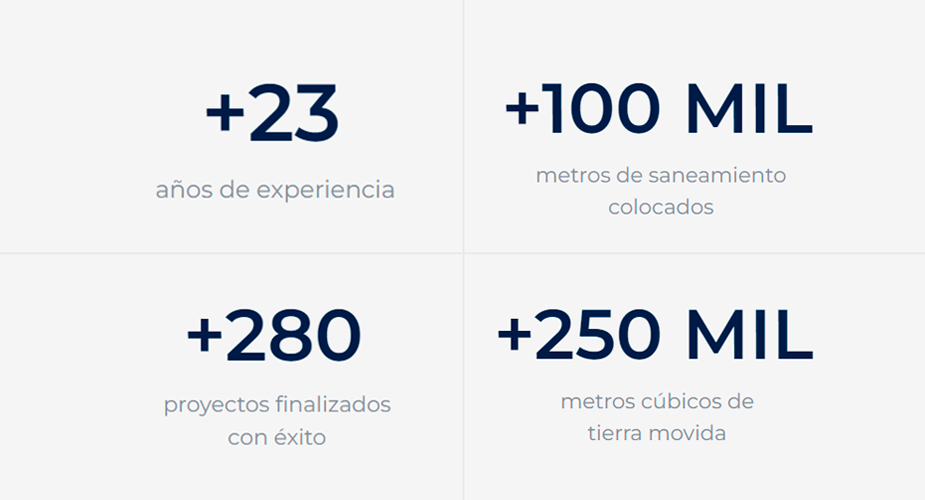 +23
años de experiencia
+100 MIL
metros de saneamiento
colocados
+280
proyectos finalizados
con éxito
+250 MIL
metros cúbicos de
tierra movida